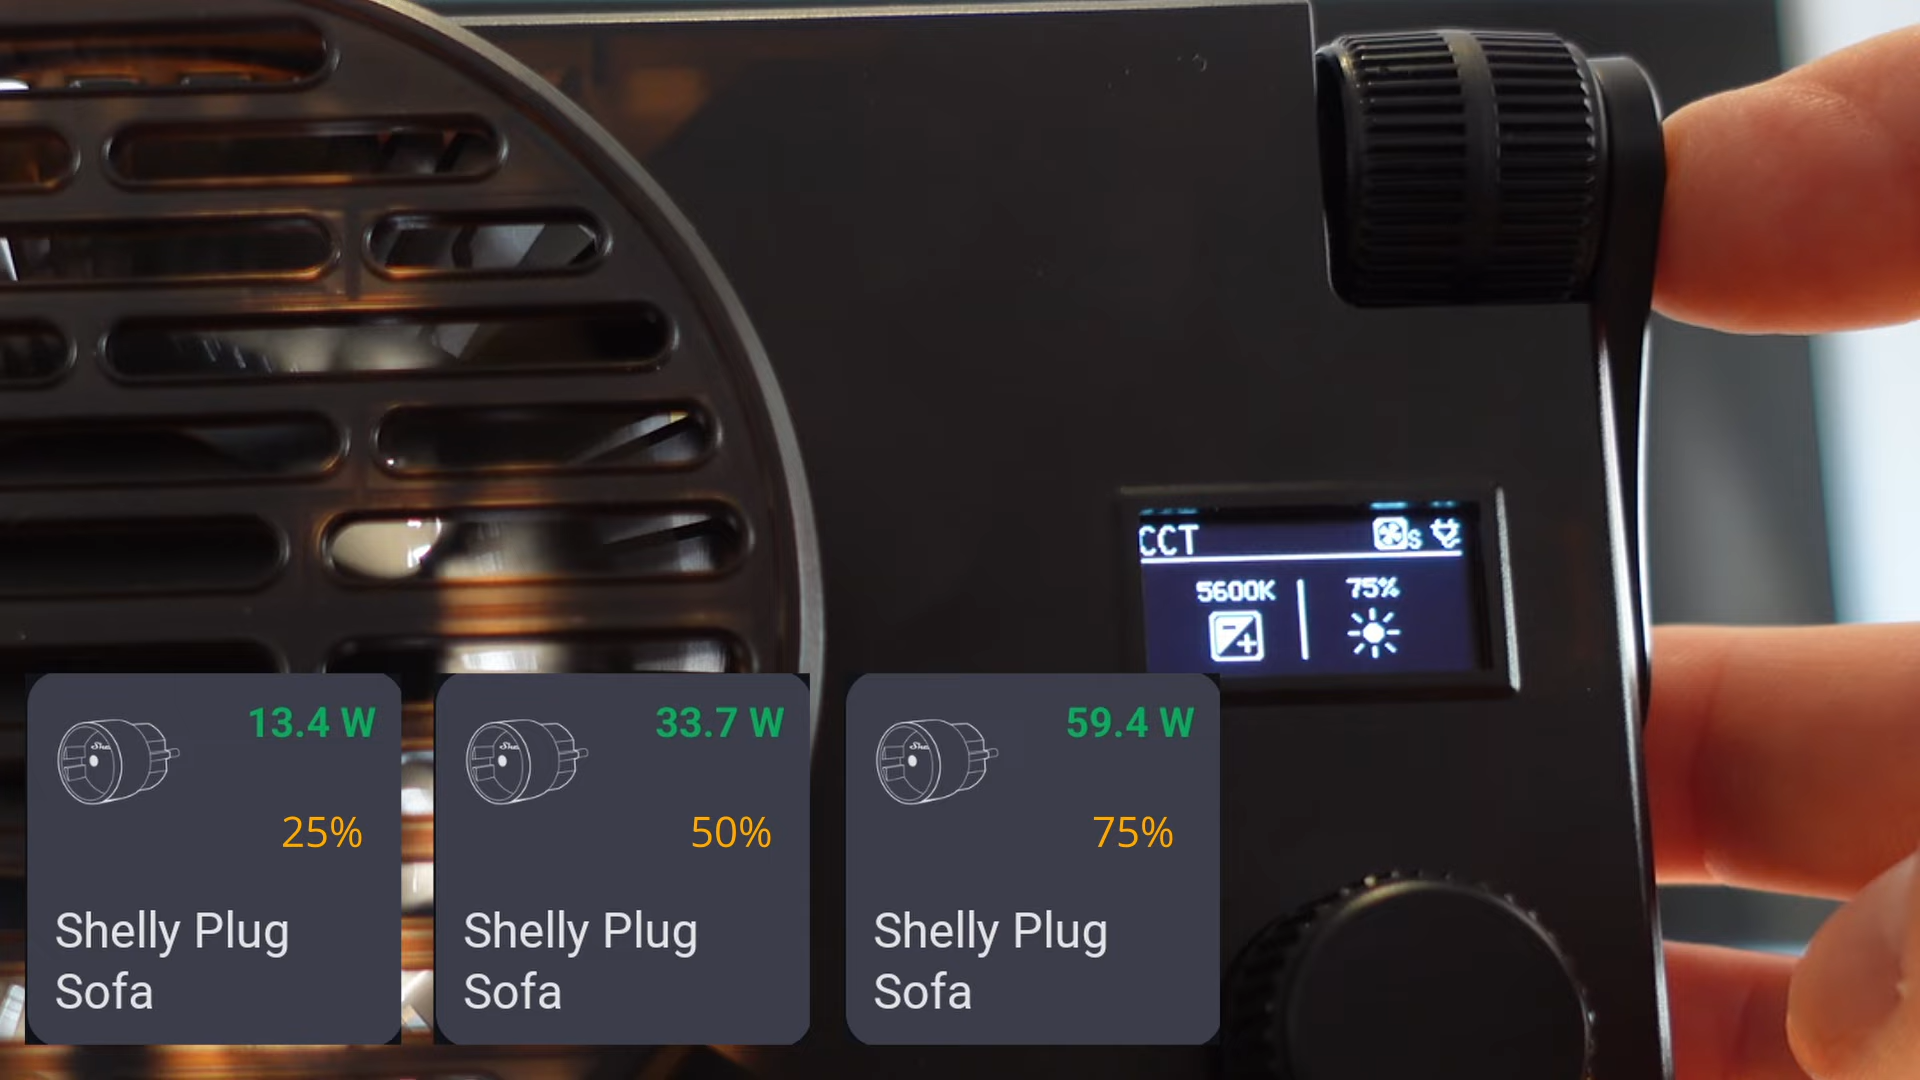 CCT S
5600K 75%
13.4 W
25%
Shelly Plug
Sofa
33.7 W
50%
Shelly Plug
Sofa
59.4 W
75%
Shelly Plug
Sofa